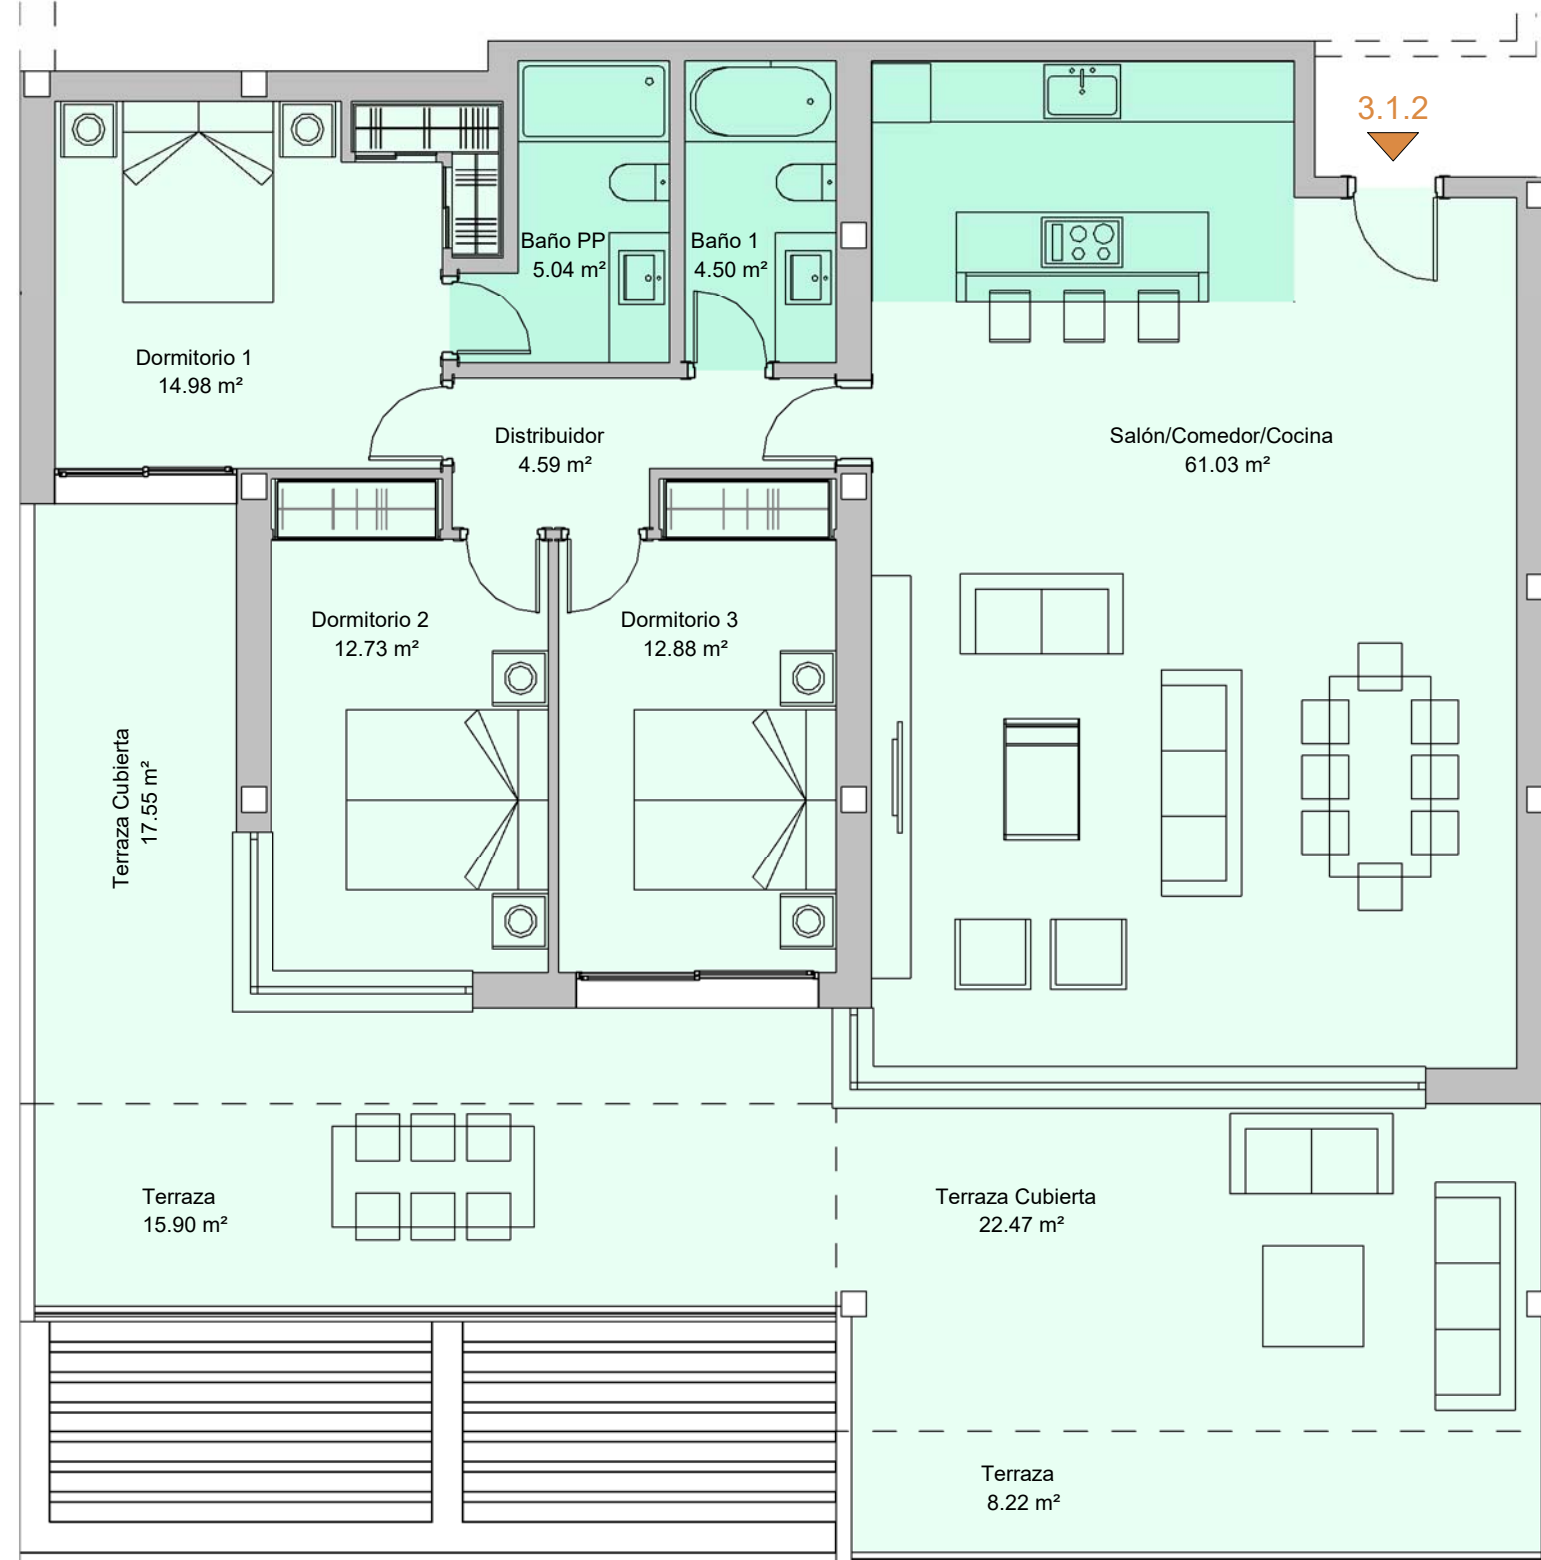 3.1.2
Baño PP
5.04 m²
Baño 1
4.50 m²
Dormitorio 1
14.98 m²
Distribuidor
4.59 m²
Salón/Comedor/Cocina
61.03 m²
Dormitorio 2
12.73 m²
Dormitorio 3
12.88 m²
Terraza Cubierta
17.55 m²
Terraza
15.90 m²
Terraza Cubierta
22.47 m²
Terraza
8.22 m²